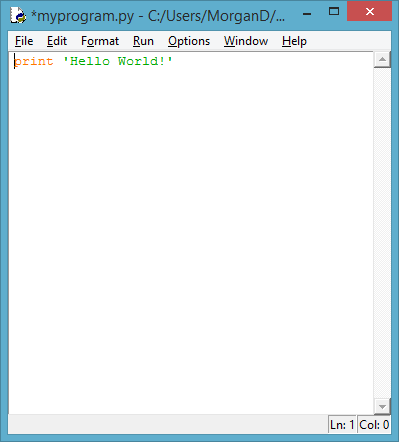 *myprogram.py - C:/Users/MorganD/...
File Edit Format Run Options Window Help
print 'Hello World!'
Ln: 1 Col: 0